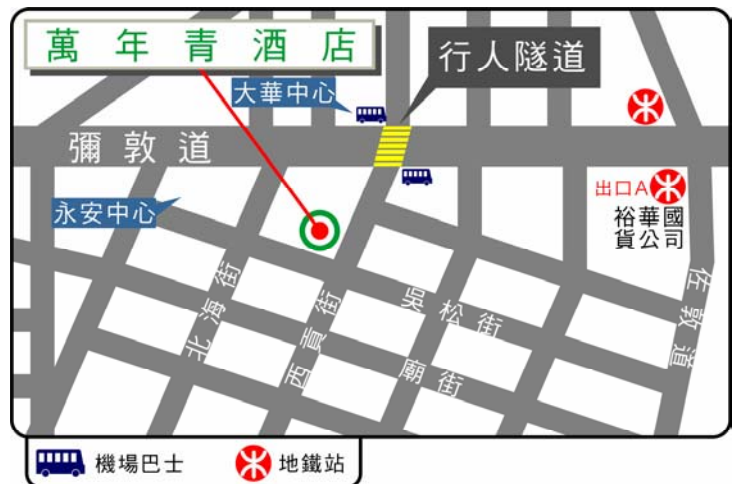 萬年青酒店
行人隧道
大華中心
彌敦道
出口A
裕華國
貨公司
永安中心
北海街
西貢街
吳松街
廟街
佐敦道
機場巴士
地鐵站